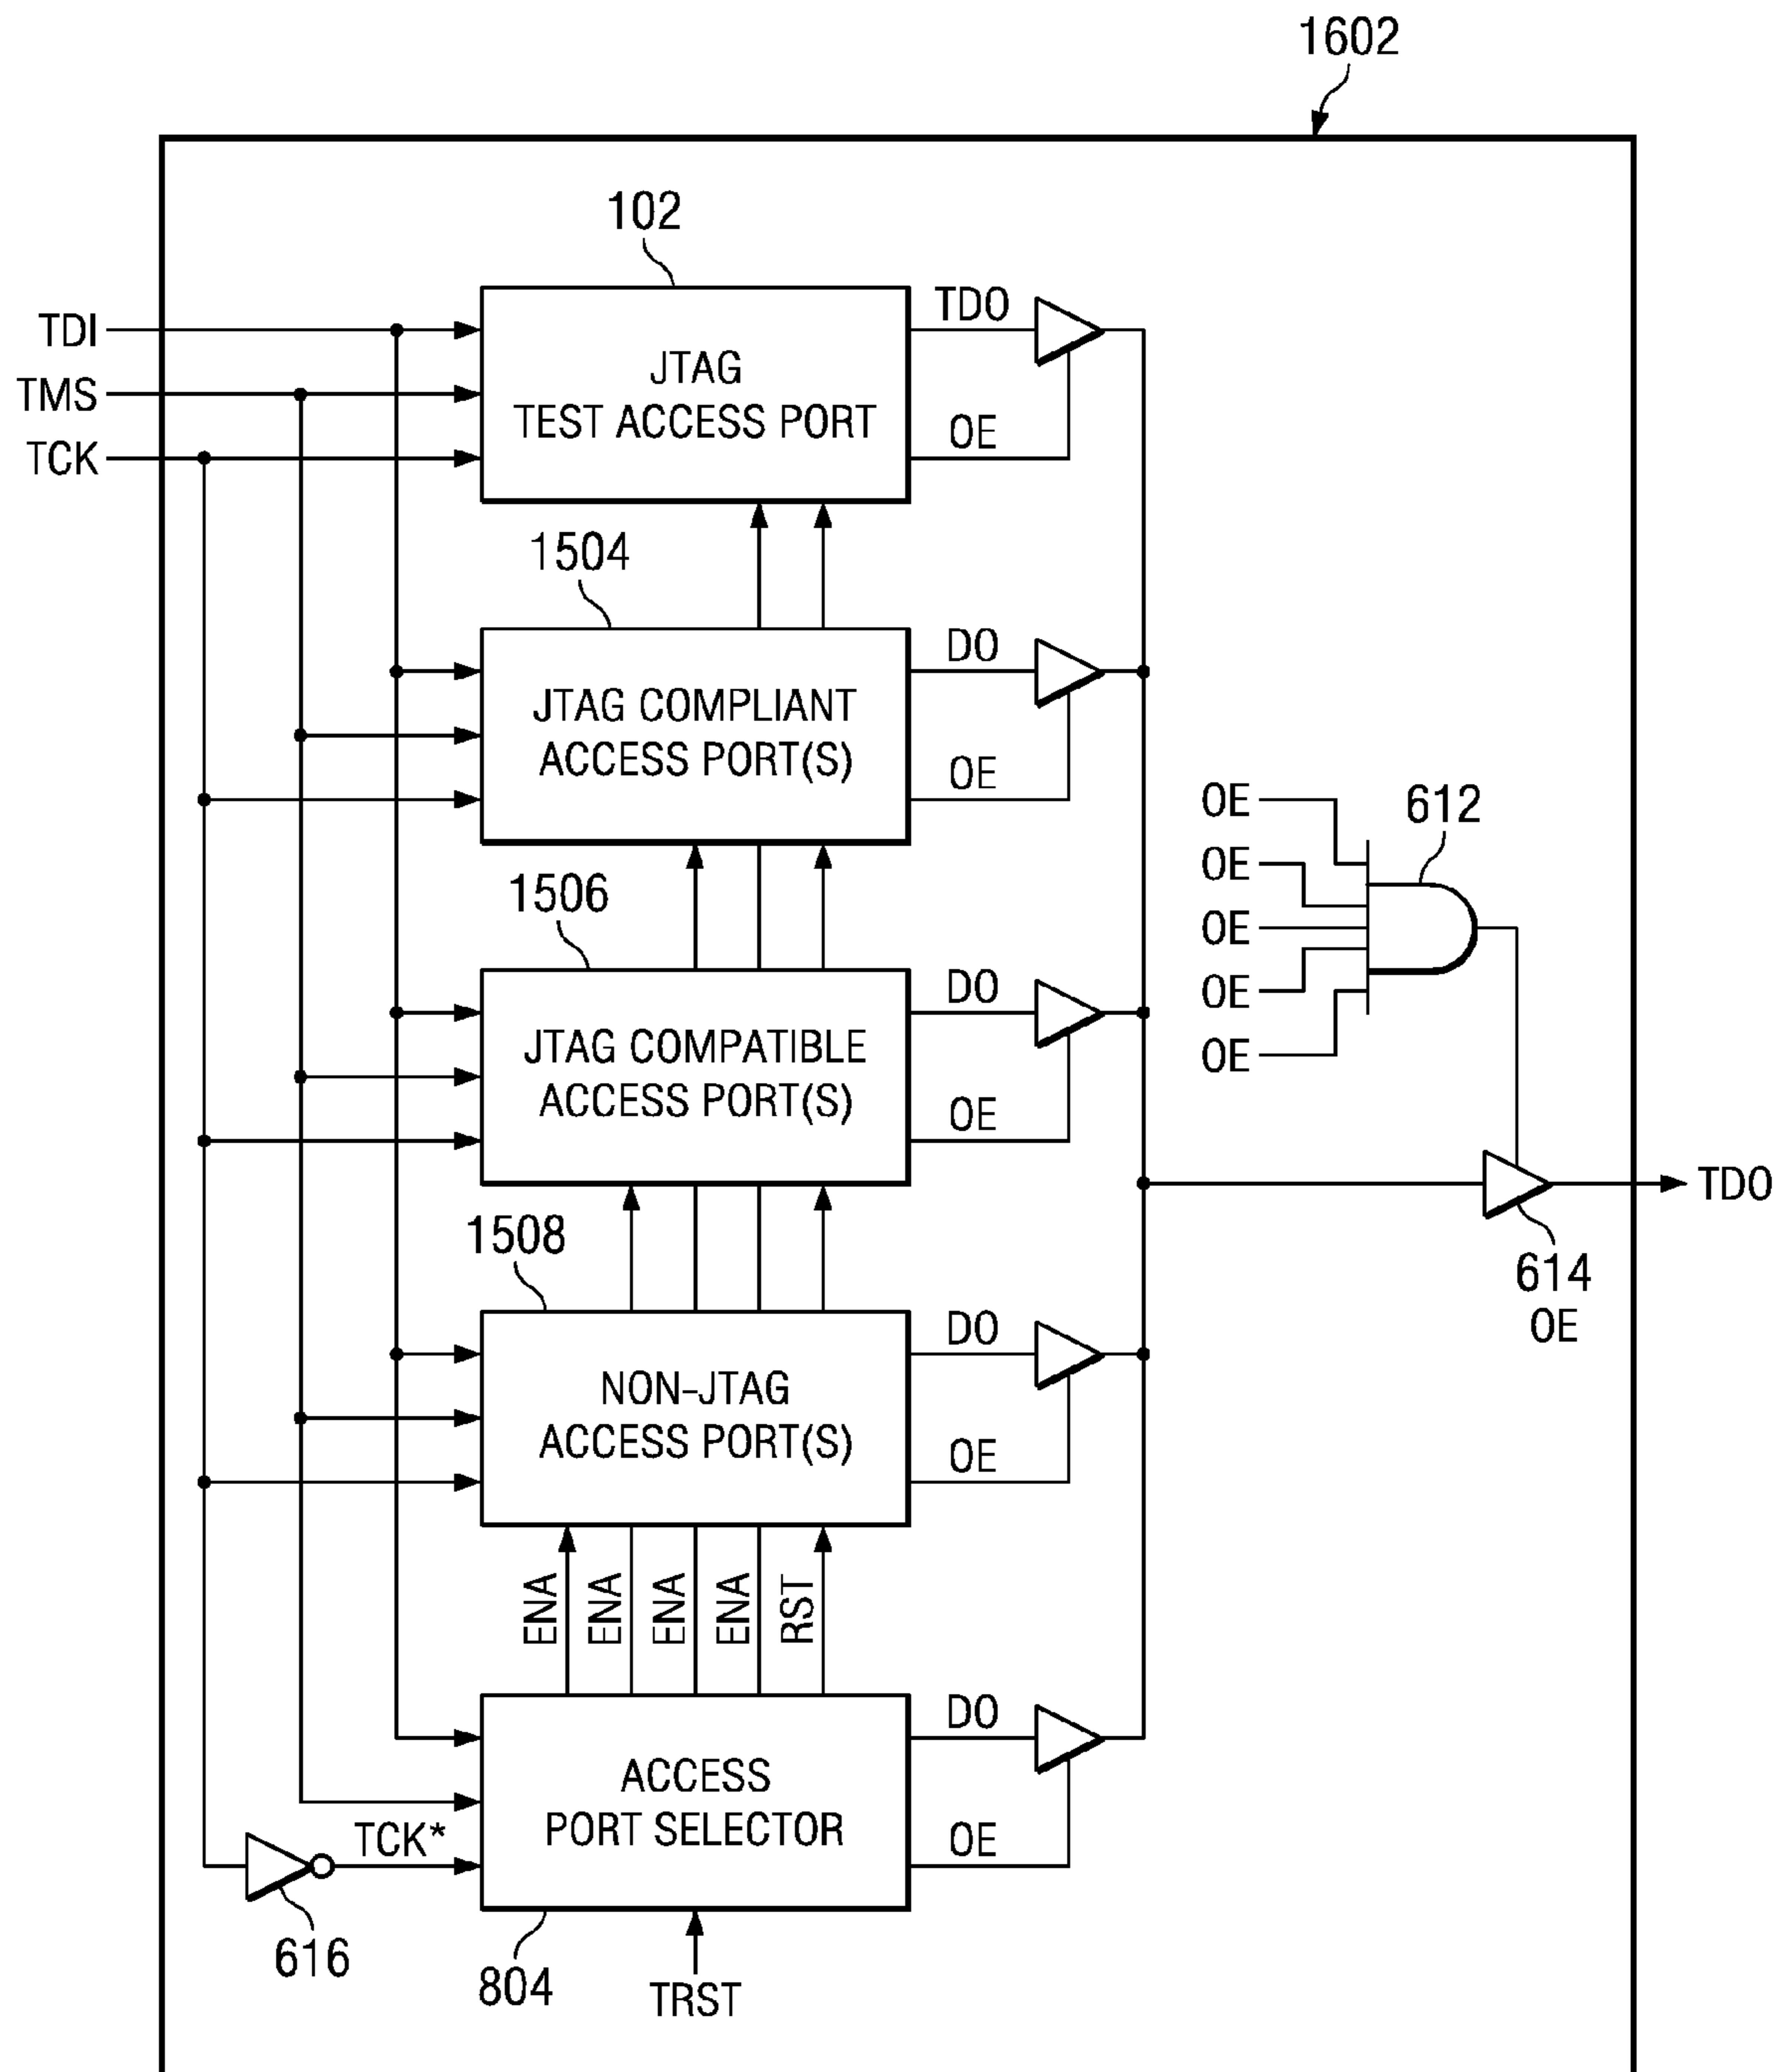 1602
102
TDI
TMS
TCK
JTAG
TEST ACCESS PORT
TDO
OE
1504
JTAG COMPLIANT
ACCESS PORT(S)
DO
OE
1506
JTAG COMPATIBLE
ACCESS PORT(S)
DO
OE
OE
OE
OE
OE
OE
612
TDO
614
OE
1508
NON-JTAG
ACCESS PORT(S)
DO
OE
ENA
ENA
ENA
ENA
RST
ACCESS
PORT SELECTOR
DO
OE
TCK*
616
804
TRST